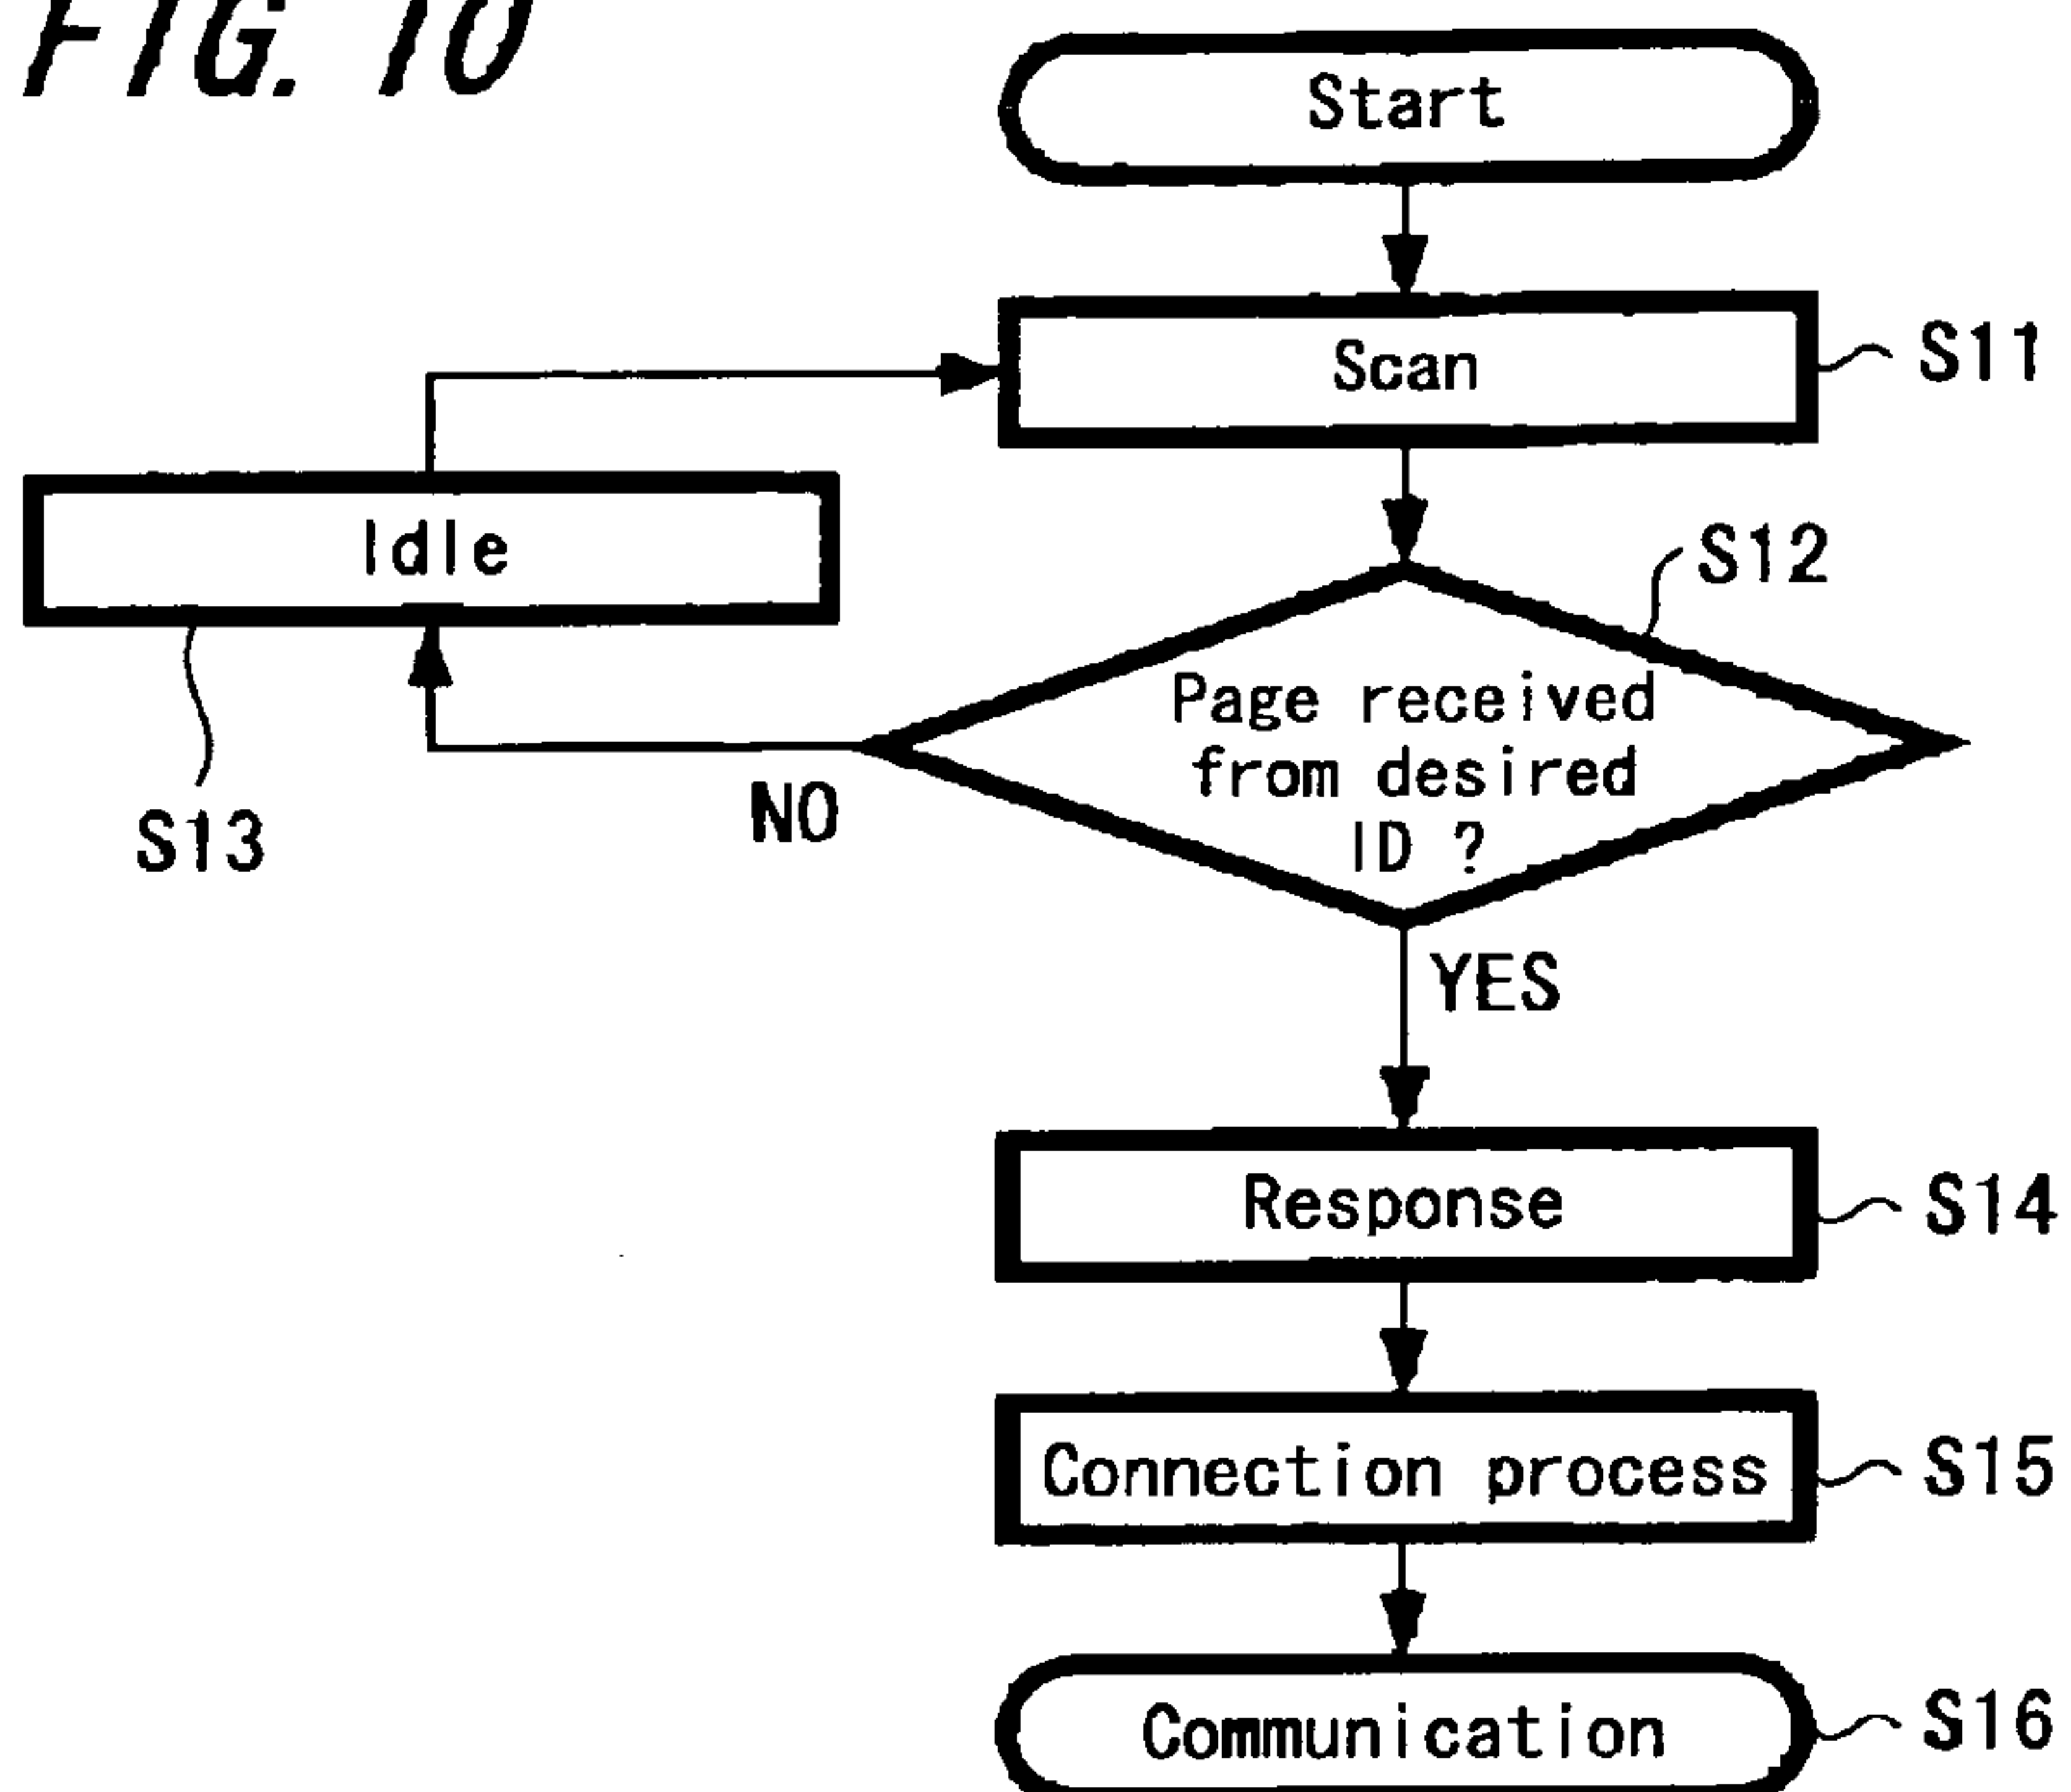 FIG. 10
Start
Scan
S11
Idle
S12
Page received
from desired
ID ?
NO
S13
YES
Response
S14
Connection process
S15
Communication
S16